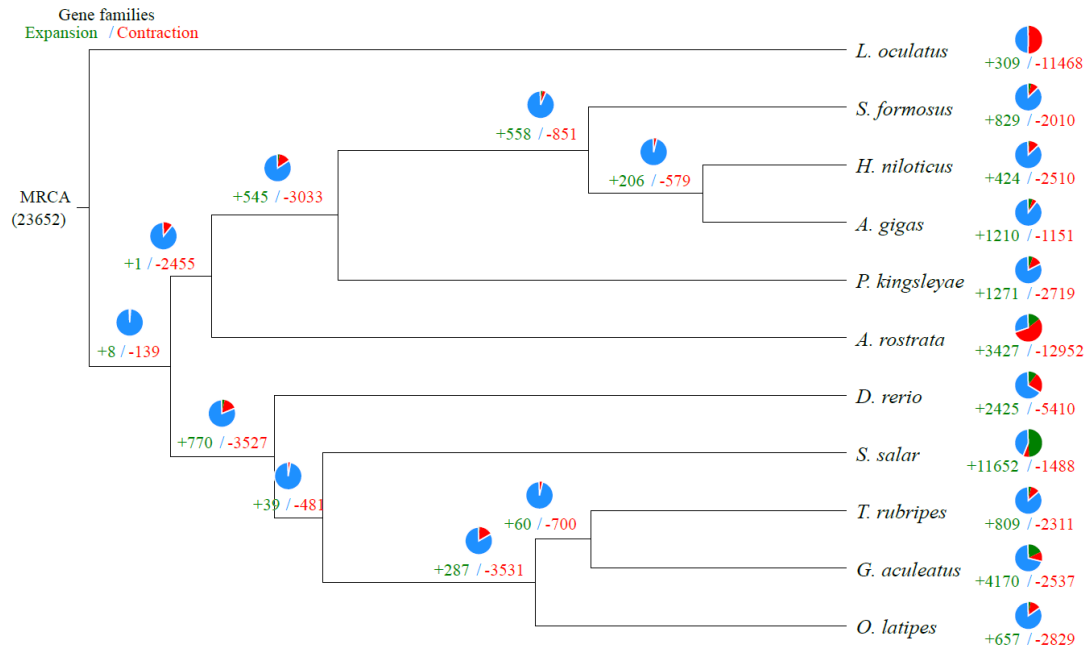 Gene families
Expansion / Contraction
L. oculatus
+309 / -11468
S. formosus
+829 / -2010
+558 / -851
H. niloticus
+424 / -2510
+206 / -579
+545 / -3033
MRCA
(23652)
A. gigas
+1210 / -1151
+1 / -2455
P. kingsleyae
+1271 / -2719
A. rostrata
+3427 / -12952
+8 / -139
D. rerio
+2425 / -5410
+770 / -3527
S. salar
+11652 / -1488
+39 / -481
T. rubripes
+809 / -2311
+60 / -700
G. aculeatus
+4170 / -2537
+287 / -3531
O. latipes
+657 / -2829